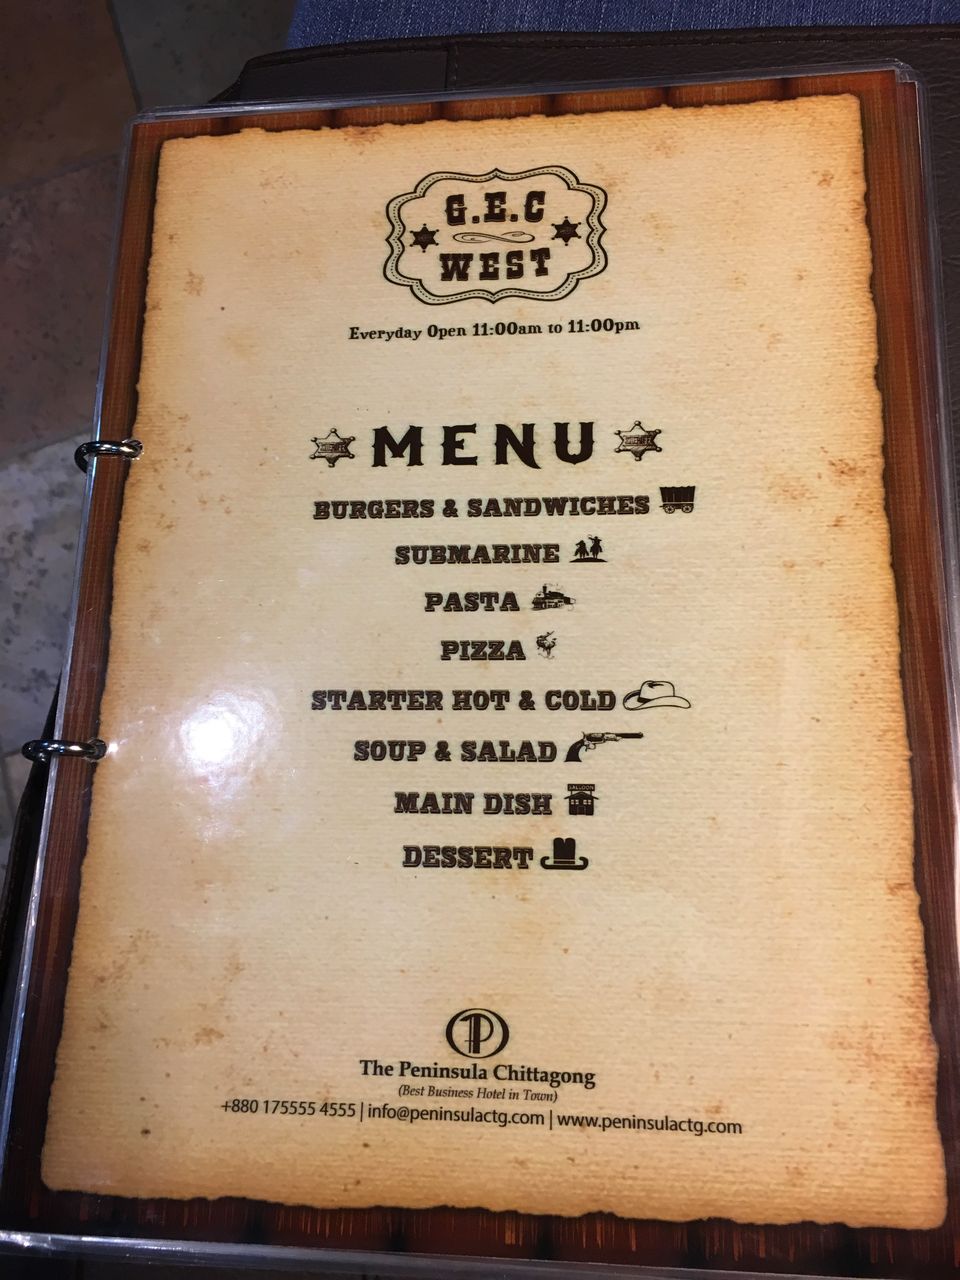 G.E.C
WEST
Everyday Open 11:00am to 11:00pm
MENU
BURGERS & SANDWICHES
SUBMARINE
PASTA
PIZZA
STARTER HOT & COLD
SOUP & SALAD
SALLOON
MAIN DISH
DESSERT
P
The Peninsula Chittagong
(Best Business Hotel in Town)
+880 175555 4555 | info@peninsulactg.com | www.peninsulactg.com